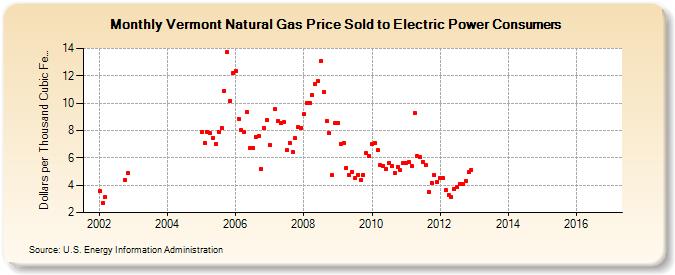 Monthly Vermont Natural Gas Price Sold to Electric Power Consumers
Dollars per Thousand Cubic Fe...
14
12
10
8
6
4
2
2002 2004 2006 2008 2010 2012 2014 2016
Source: U.S. Energy Information Administration